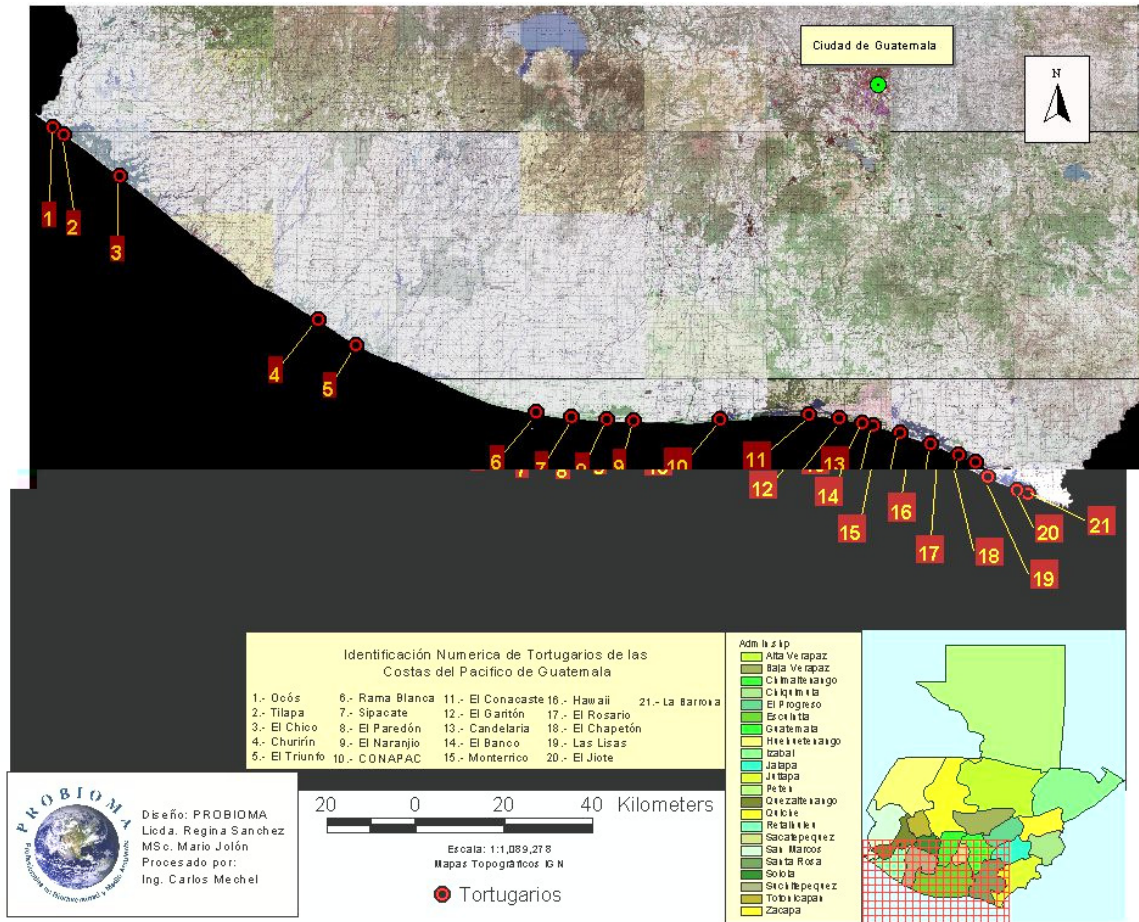 Ciudad de Guatemala
N
1
2
3
4
5
6
7
8
9
10
11
12
13
14
15
16
17
18
19
20
21
Identificación Numerica de Tortugarios de las
Costas del Pacifico de Guatemala
1.- Ocós 6.- Rama Blanca 11.- El Conacaste 16.- Hawaii 21.- La Barrona
2.- Tilapa 7.- Sipacate 12.- El Garitón 17.- El Rosario
3.- El Chico 8.- El Paredón 13.- Candelaria 18.- El Chapetón
4.- Churirín 9.- El Naranjo 14.- El Banco 19.- Las Lisas
5.- El Triunfo 10.- CONAPAC 15.- Monterrico 20.- El Jiote
Alta Verapaz
Baja Verapaz
Chimaltenango
Chiquimula
El Progreso
Escuintla
Guatemala
Huehuetenango
Izabal
Jalapa
Jutiapa
Peten
Quezaltenango
Quiche
Retalhuleu
Sacatepequez
San Marcos
Santa Rosa
Solola
Suchitepequez
Totonicapan
Zacapa
PROBIOMA
Diseño: PROBIOMA
Licda. Regina Sanchez
MSc. Mario Jolón
Procesado por:
Ing. Carlos Mechel
20 0 20 40 Kilometers
Escala: 1:1,089,278
Mapas Topográficos IGN
Tortugarios